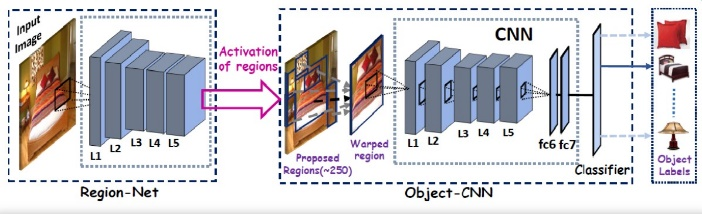 Input
Image
L1
L2
L3
L4
L5
Region-Net
Activation
of regions
Proposed
Regions(~250)
Warped
region
CNN
L1
L2
L3
L4
L5
fc6
fc7
Classifier
Object-CNN
Object
Labels